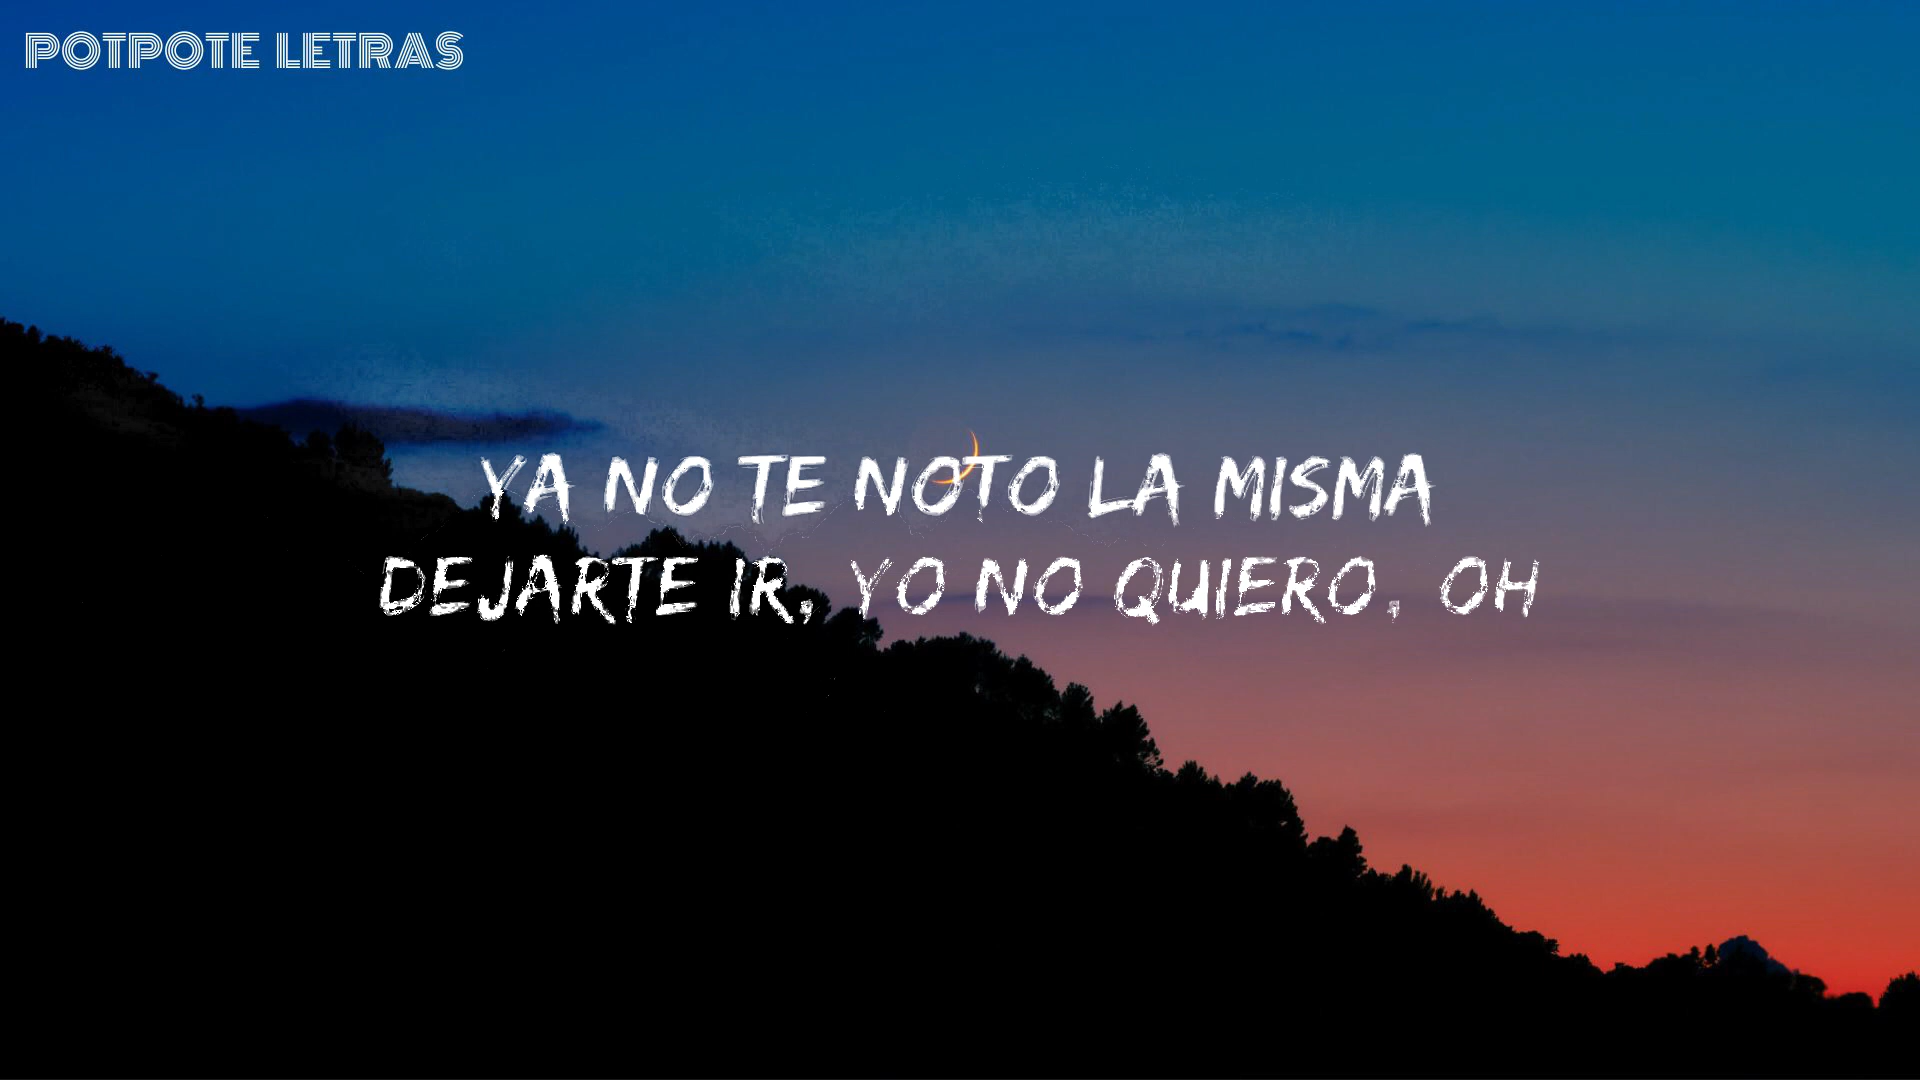 POTPOTE LETRAS
YA NO TE NOTO LA MISMA
DEJARTE IR, YO NO QUIERO, OH